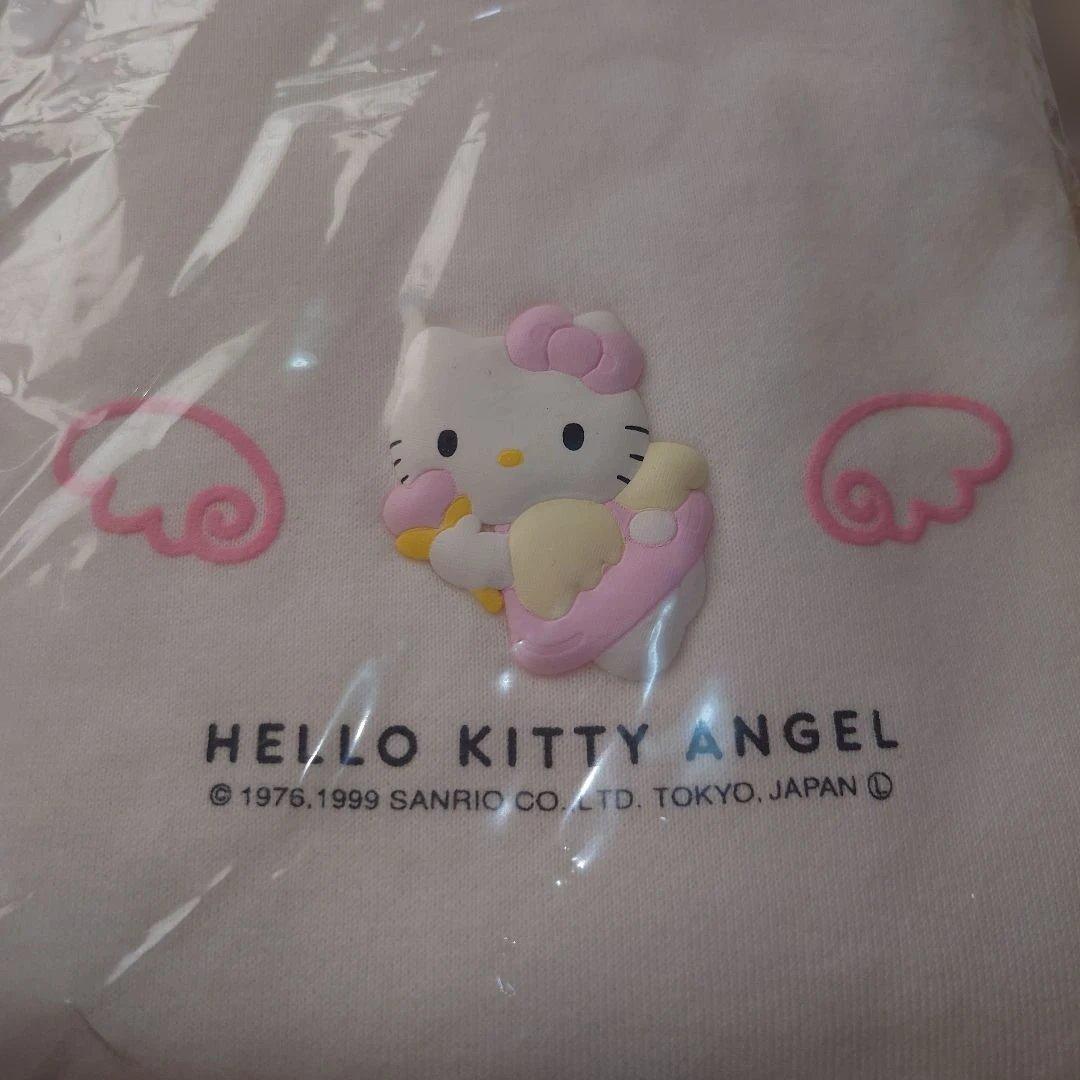 HELLO KITTY ANGEL
© 1976,1999 SANRIO CO., LTD. TOKYO, JAPAN Ⓛ